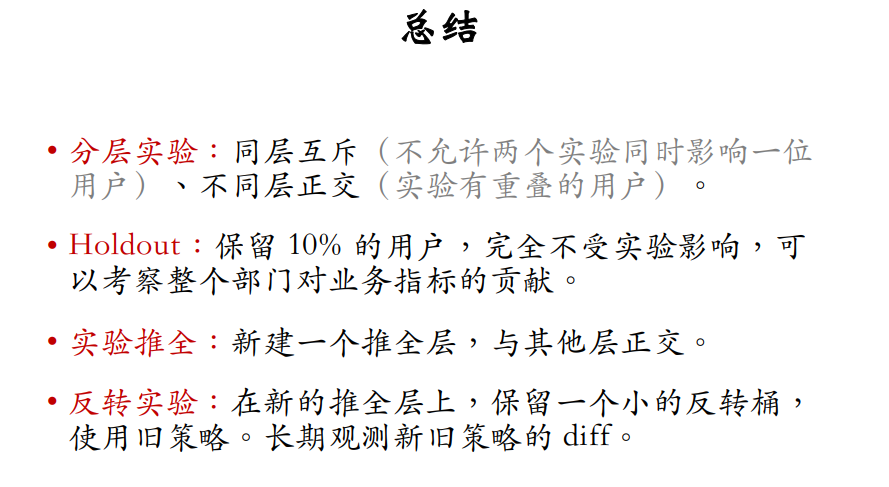 总结
• 分层实验：同层互斥（不允许两个实验同时影响一位
用户）、不同层正交（实验有重叠的用户）。
• Holdout：保留 10% 的用户，完全不受实验影响，可
以考察整个部门对业务指标的贡献。
• 实验推全：新建一个推全层，与其他层正交。
• 反转实验：在新的推全层上，保留一个小的反转桶，
使用旧策略。长期观测新旧策略的 diff。